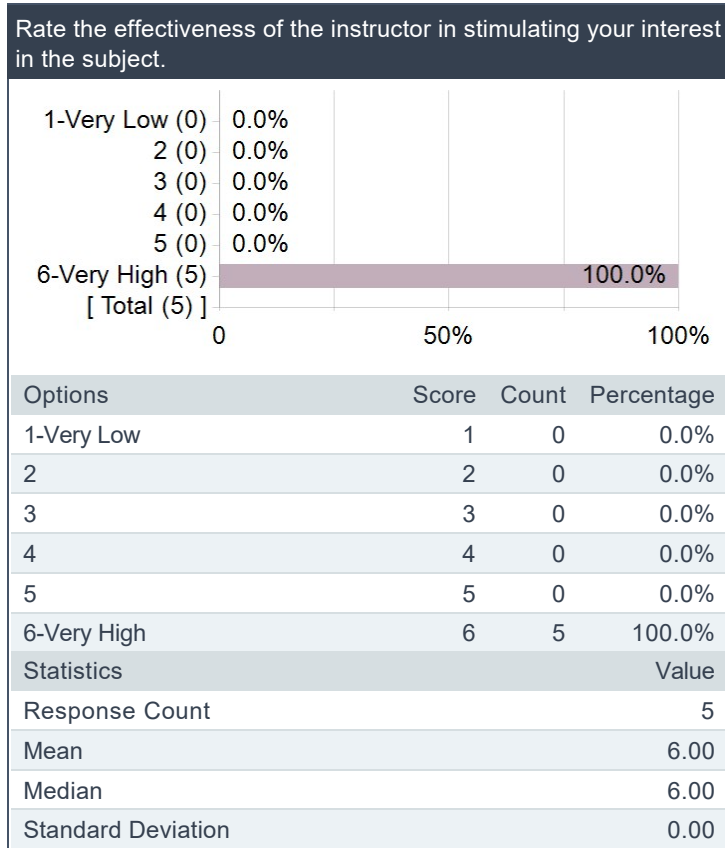 Rate the effectiveness of the instructor in stimulating your interest
in the subject.
1-Very Low (0) 0.0%
2 (0) 0.0%
3 (0) 0.0%
4 (0) 0.0%
5 (0) 0.0%
6-Very High (5) 100.0%
[ Total (5) ]
0 50% 100%
Options Score Count Percentage
1-Very Low 1 0 0.0%
2 2 0 0.0%
3 3 0 0.0%
4 4 0 0.0%
5 5 0 0.0%
6-Very High 6 5 100.0%
Statistics Value
Response Count 5
Mean 6.00
Median 6.00
Standard Deviation 0.00